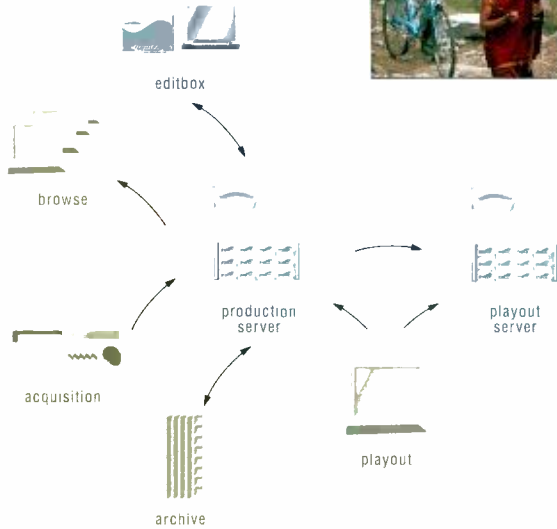 editbox
browse
production
server
playout
server
acquisition
playout
archive